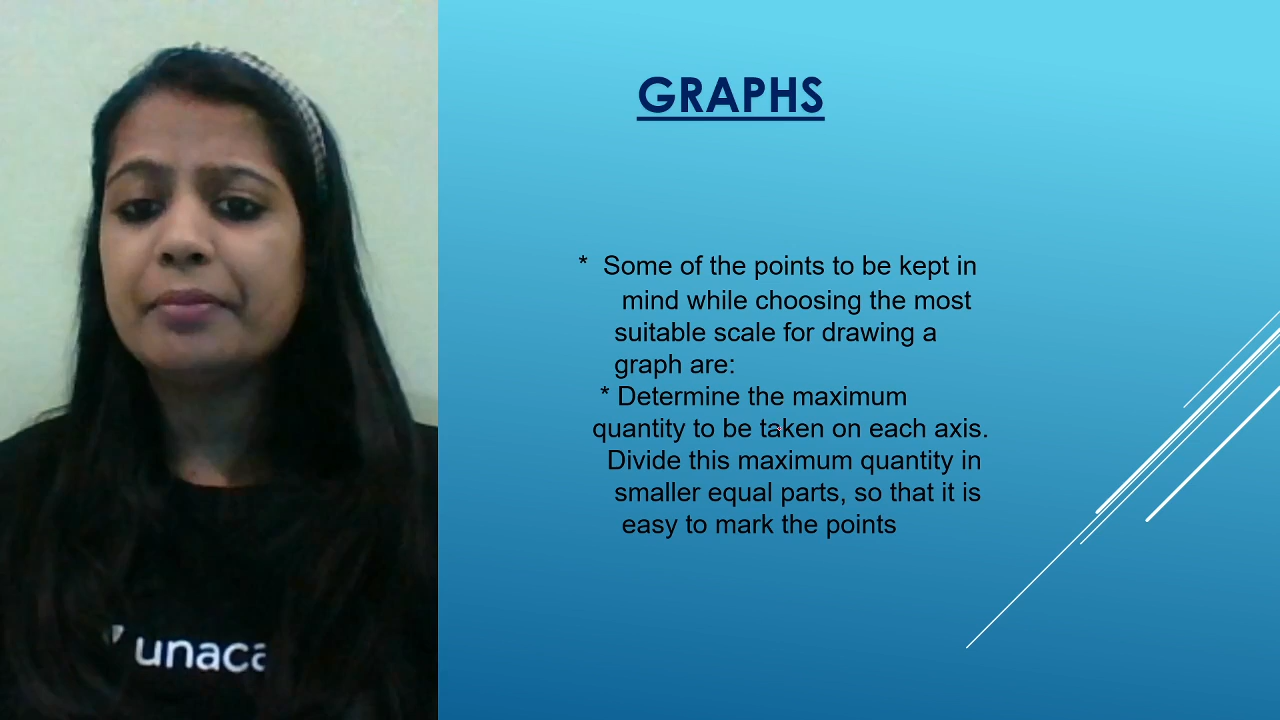 GRAPHS
* Some of the points to be kept in
mind while choosing the most
suitable scale for drawing a
graph are:
* Determine the maximum
quantity to be taken on each axis.
Divide this maximum quantity in
smaller equal parts, so that it is
easy to mark the points
unaca